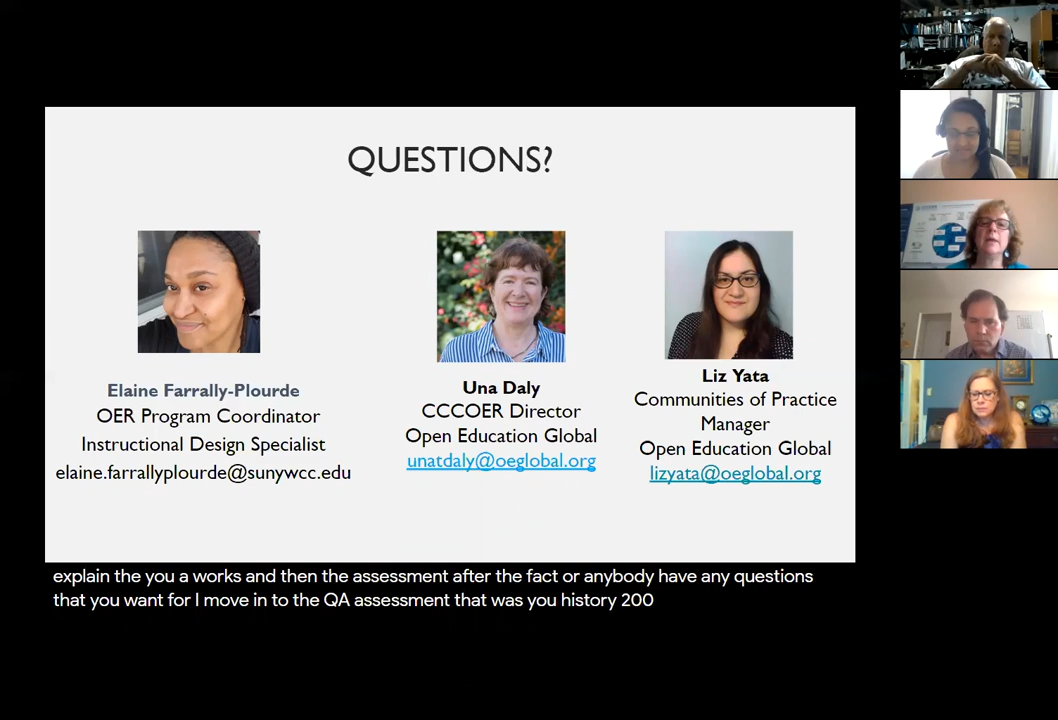 QUESTIONS?
Elaine Farrally-Plourde
OER Program Coordinator
Instructional Design Specialist
elaine.farrallyplourde@sunywcc.edu
Una Daly
CCCOER Director
Open Education Global
unatdaly@oeglobal.org
Liz Yata
Communities of Practice
Manager
Open Education Global
lizyata@oeglobal.org
explain the you a works and then the assessment after the fact or anybody have any questions
that you want for I move in to the QA assessment that was you history 200